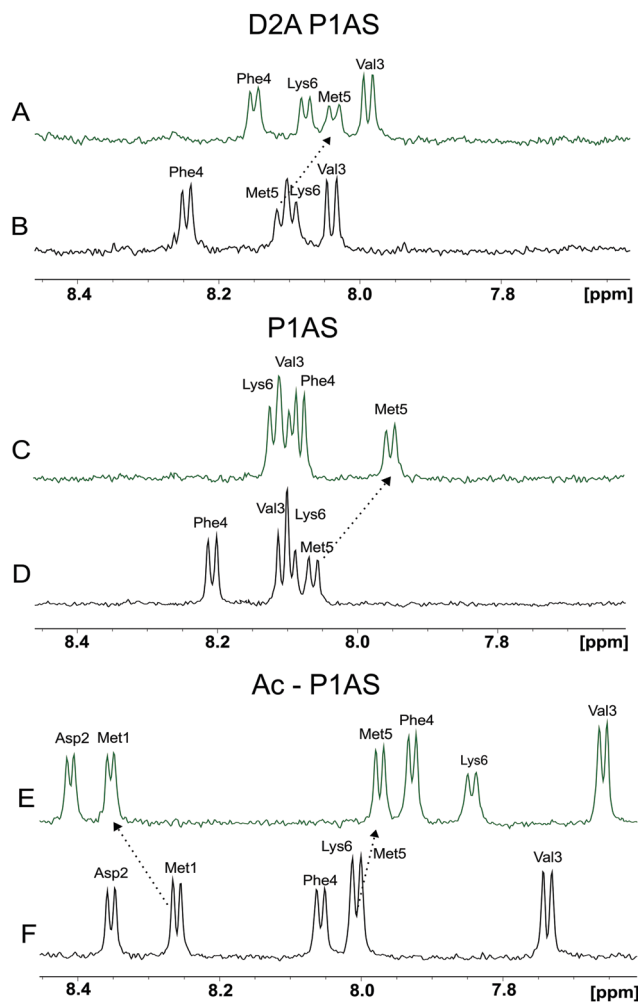 D2A P1AS
A
Phe4 Lys6 Met5 Val3
B
Phe4 Met5 Lys6 Val3
8.4 8.2 8.0 7.8 [ppm]
P1AS
C
Lys6 Val3 Phe4 Met5
D
Phe4 Val3 Lys6 Met5
8.4 8.2 8.0 7.8 [ppm]
Ac - P1AS
E
Asp2 Met1 Met5 Phe4 Lys6 Val3
F
Asp2 Met1 Phe4 Lys6 Met5 Val3
8.4 8.2 8.0 7.8 [ppm]